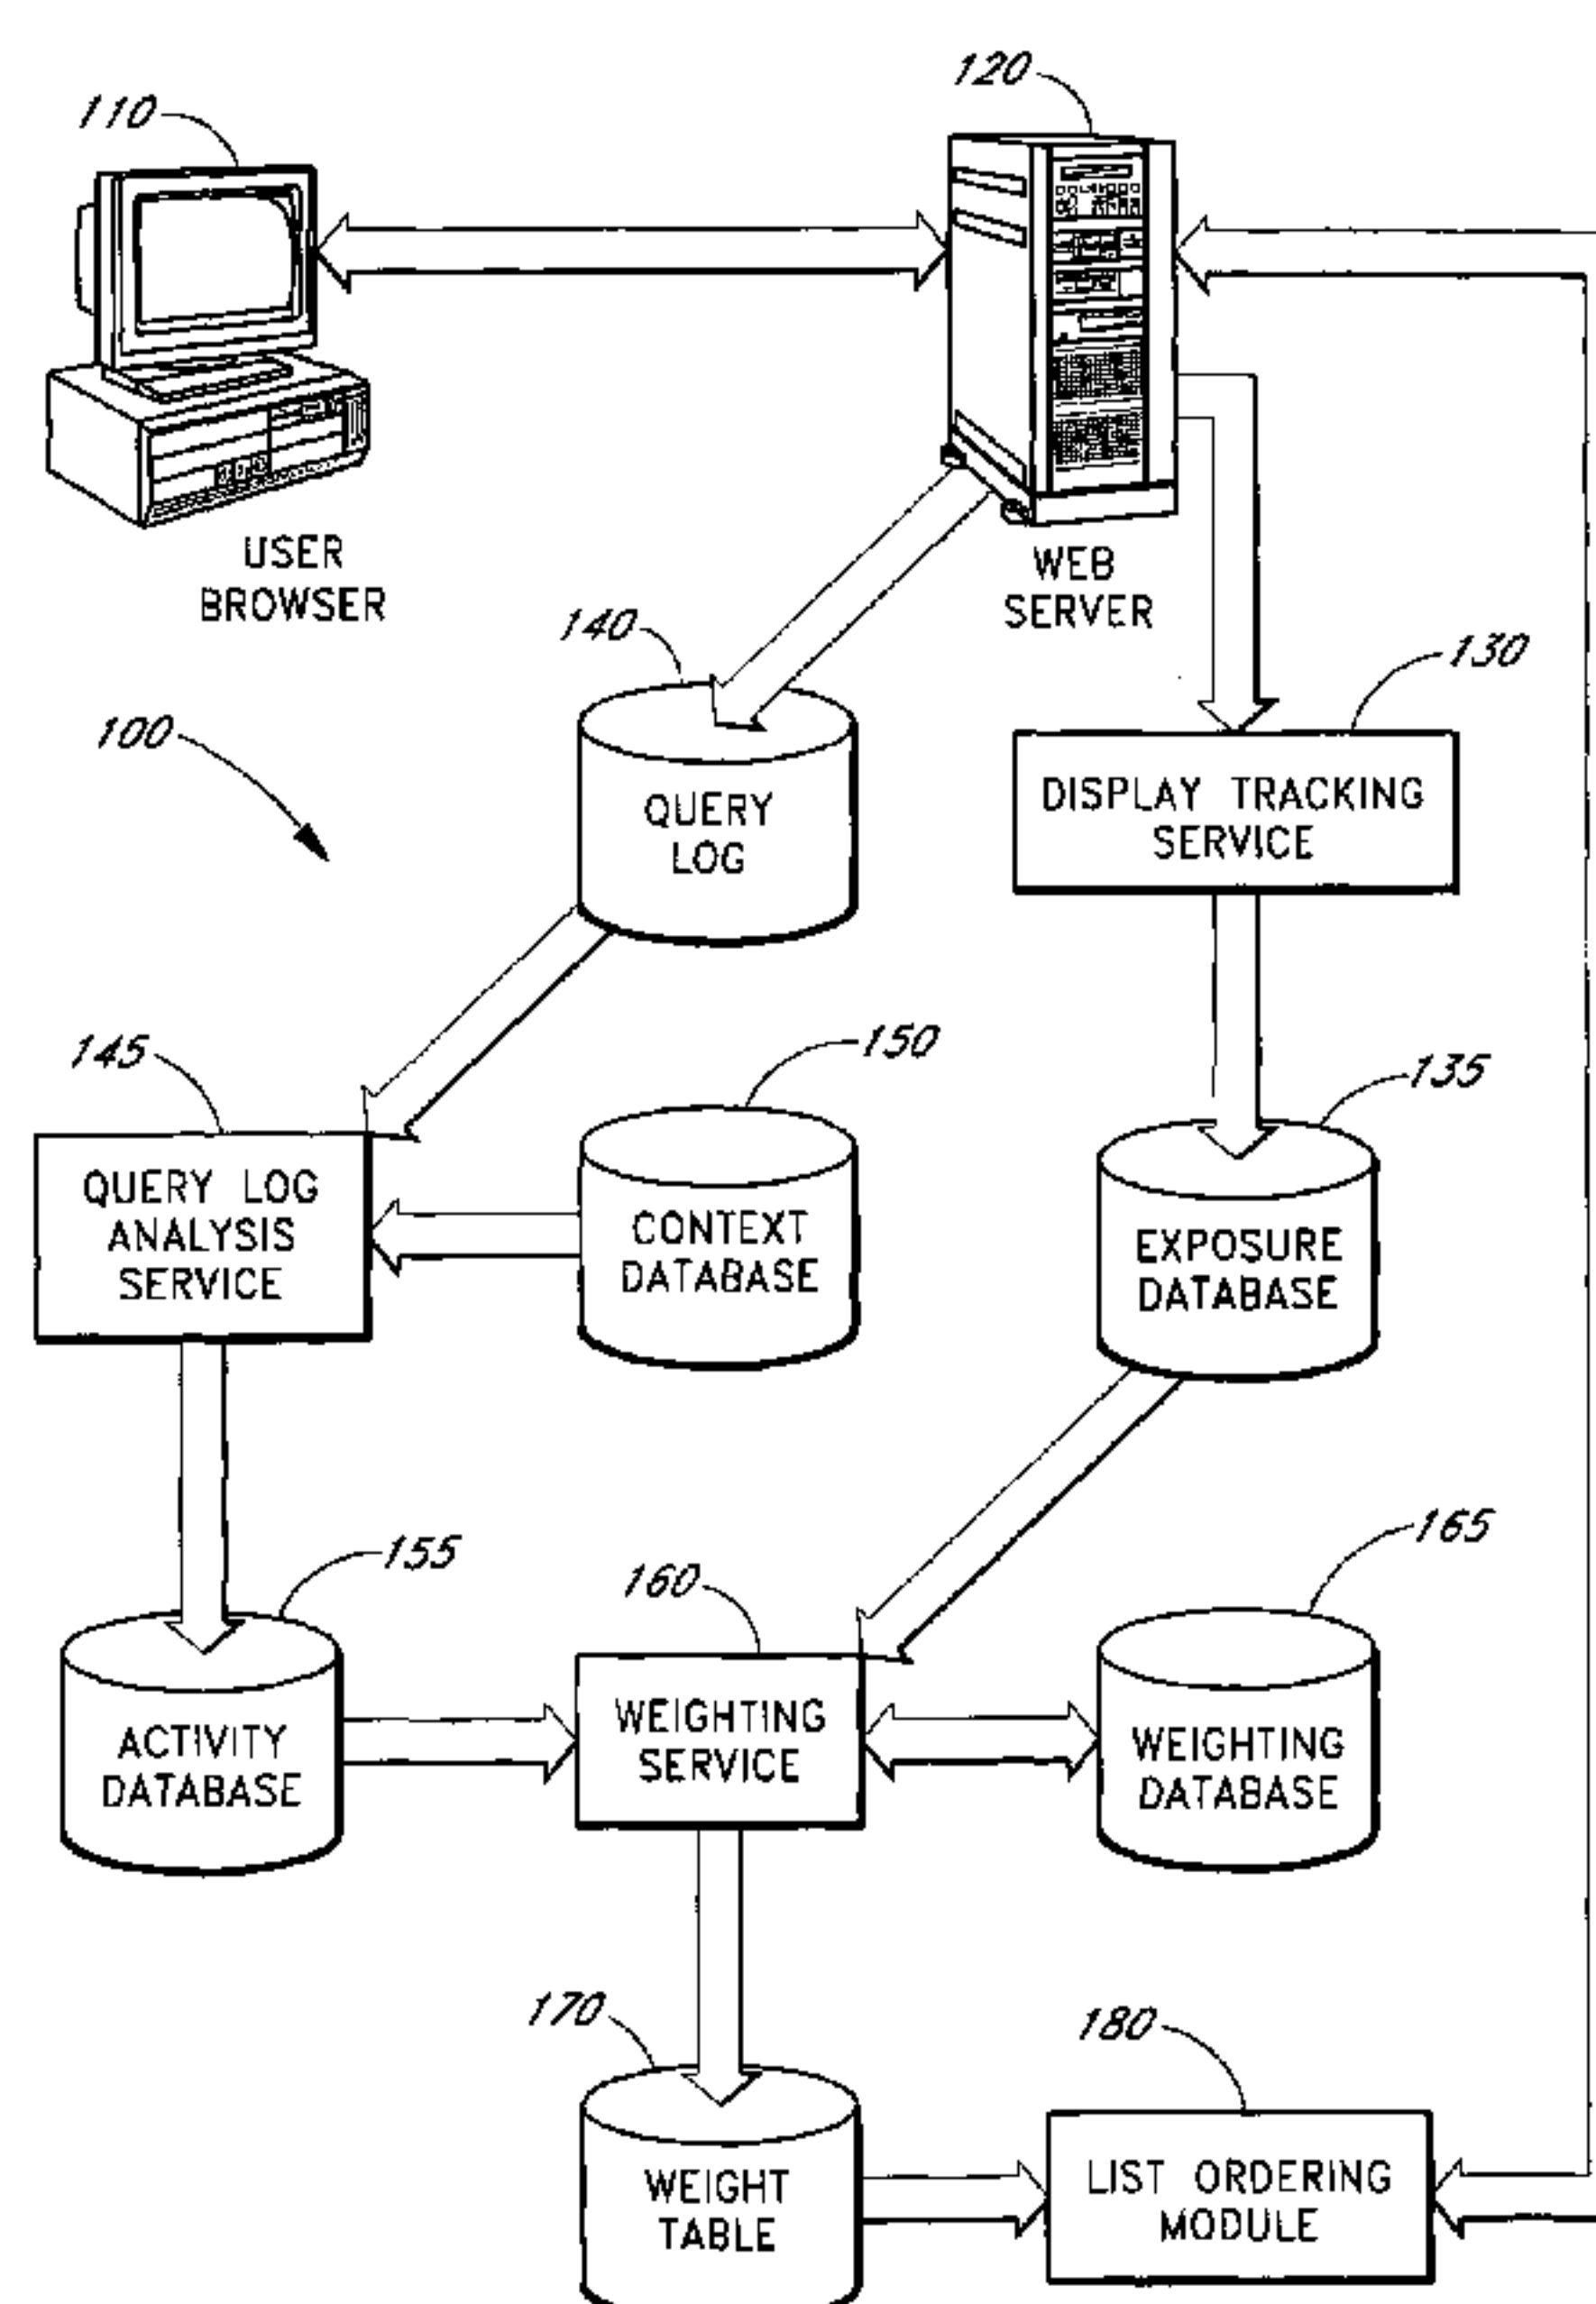 120
110
USER
BROWSER
WEB
SERVER
140
130
100
QUERY
LOG
DISPLAY TRACKING
SERVICE
145
150
135
QUERY LOG
ANALYSIS
SERVICE
CONTEXT
DATABASE
EXPOSURE
DATABASE
155
160
165
ACTIVITY
DATABASE
WEIGHTING
SERVICE
WEIGHTING
DATABASE
170
180
WEIGHT
TABLE
LIST ORDERING
MODULE